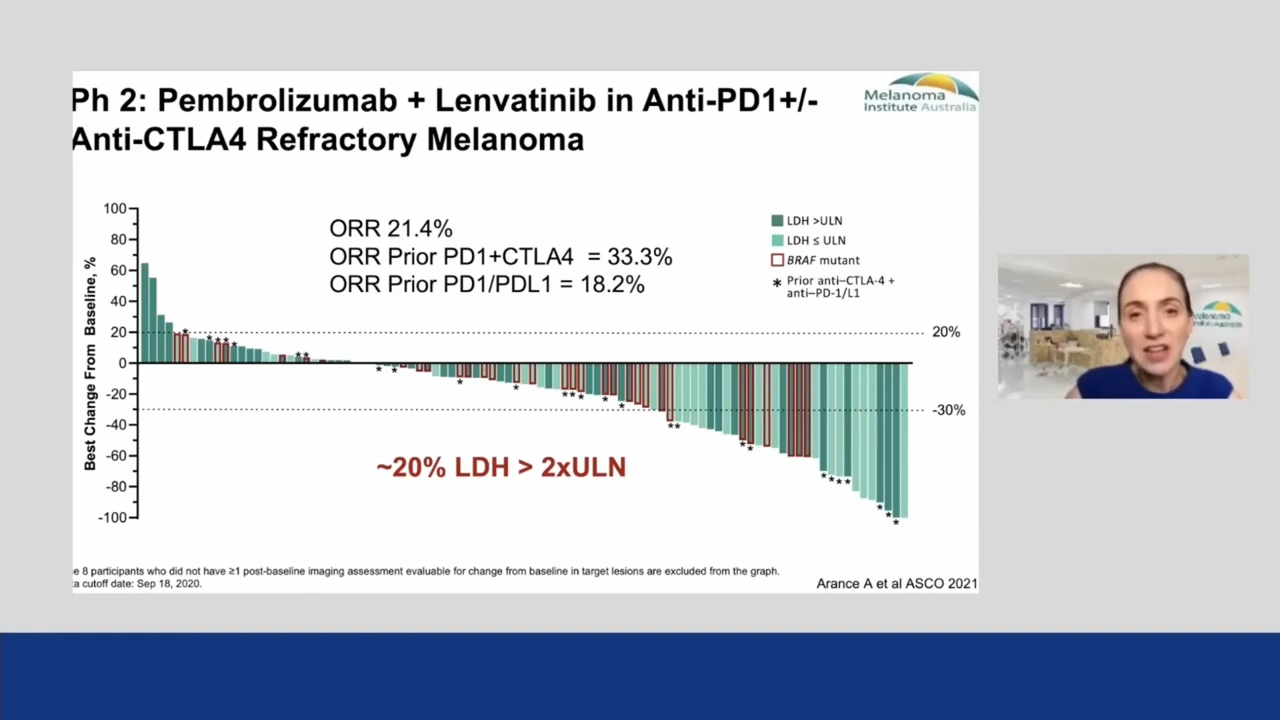 Ph 2: Pembrolizumab + Lenvatinib in Anti-PD1+/-
Anti-CTLA4 Refractory Melanoma
Melanoma
Institute Australia
ORR 21.4%
ORR Prior PD1+CTLA4 = 33.3%
ORR Prior PD1/PDL1 = 18.2%
LDH >ULN
LDH ≤ ULN
BRAF mutant
* Prior anti–CTLA-4 +
anti–PD-1/L1
Best Change From Baseline, %
100
80
60
40
20
0
-20
-40
-60
-80
-100
20%
-30%
~20% LDH > 2xULN
e 8 participants who did not have ≥1 post-baseline imaging assessment evaluable for change from baseline in target lesions are excluded from the graph.
a cutoff date: Sep 18, 2020.
Arance A et al ASCO 2021
Melanoma
Institute Australia